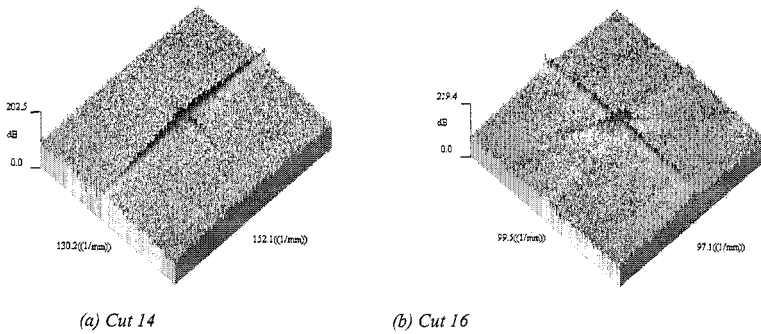 202.5
dB
0.0
130.2((1/mm))
152.1((1/mm))
(a) Cut 14
219.4
dB
0.0
99.5((1/mm))
97.1((1/mm))
(b) Cut 16